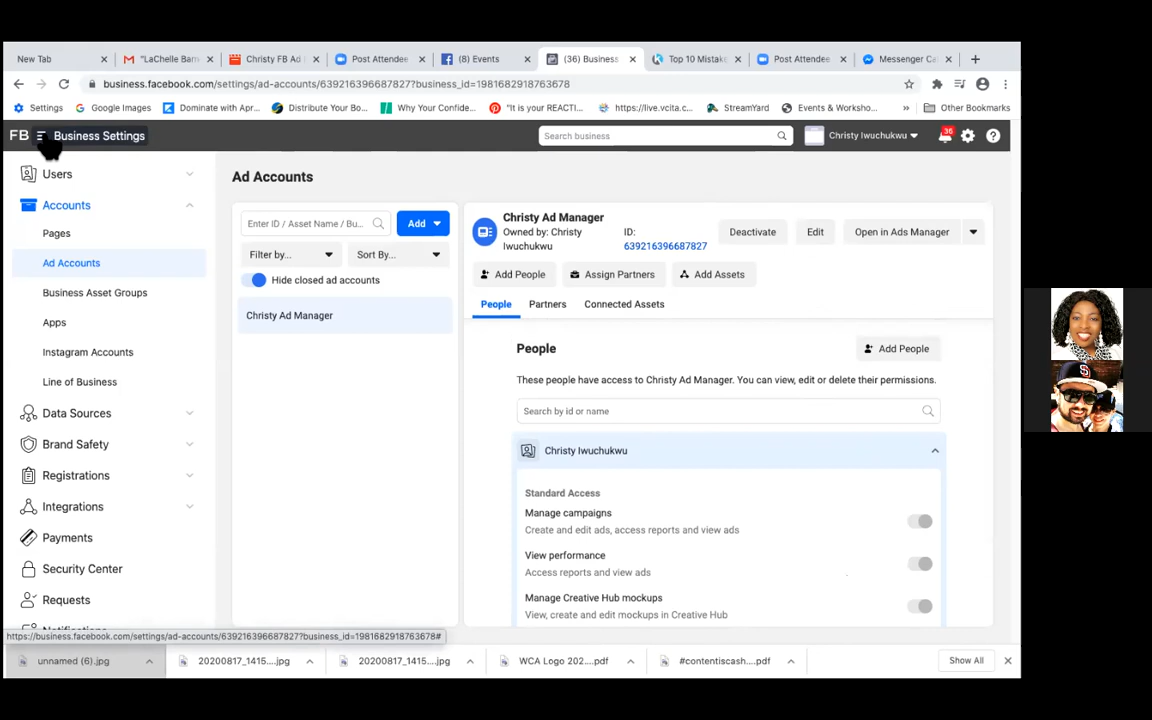 New Tab
"LaChelle Barn
Christy FB Ad
Post Attendee
(8) Events
(36) Business
Top 10 Mistake
Post Attendee
Messenger Ca
business.facebook.com/settings/ad-accounts/639216396687827?business_id=1981682918763678
Settings
Google Images
Dominate with Apr...
Distribute Your Bo...
Why Your Confide...
"It is your REACTI...
https://live.vcita.c...
StreamYard
Events & Worksho...
Other Bookmarks
FB
Business Settings
Search business
Christy Iwuchukwu
36
Users
Accounts
Pages
Ad Accounts
Business Asset Groups
Apps
Instagram Accounts
Line of Business
Data Sources
Brand Safety
Registrations
Integrations
Payments
Security Center
Requests
Ad Accounts
Enter ID / Asset Name / Bu...
Add
Filter by...
Sort By...
Hide closed ad accounts
Christy Ad Manager
Christy Ad Manager
Owned by: Christy
Iwuchukwu
ID:
639216396687827
Deactivate
Edit
Open in Ads Manager
Add People
Assign Partners
Add Assets
People
Partners
Connected Assets
People
Add People
These people have access to Christy Ad Manager. You can view, edit or delete their permissions.
Search by id or name
Christy Iwuchukwu
Standard Access
Manage campaigns
Create and edit ads, access reports and view ads
View performance
Access reports and view ads
Manage Creative Hub mockups
View, create and edit mockups in Creative Hub
https://business.facebook.com/settings/ad-accounts/639216396687827?business_id=1981682918763678#
unnamed (6).jpg
20200817_1415....jpg
20200817_1415....jpg
WCA Logo 202....pdf
#contentiscash....pdf
Show All